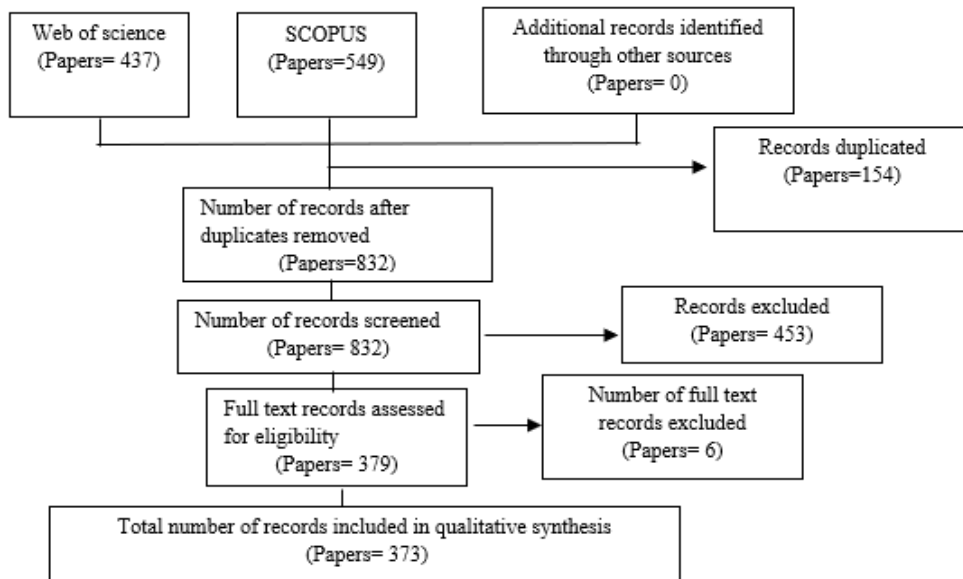 Web of science
(Papers= 437)
SCOPUS
(Papers=549)
Additional records identified
through other sources
(Papers= 0)
Records duplicated
(Papers=154)
Number of records after
duplicates removed
(Papers=832)
Number of records screened
(Papers= 832)
Records excluded
(Papers= 453)
Full text records assessed
for eligibility
(Papers= 379)
Number of full text
records excluded
(Papers= 6)
Total number of records included in qualitative synthesis
(Papers= 373)